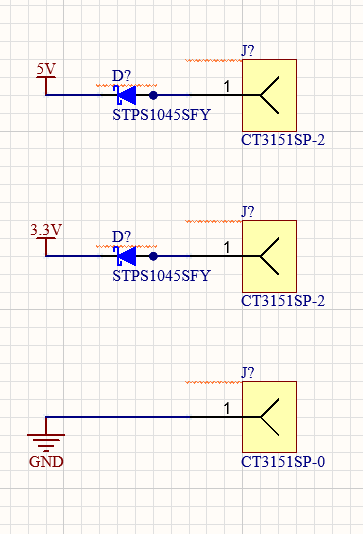 J?
5V
D?
1
STPS1045SFY
CT3151SP-2
J?
3.3V
D?
1
STPS1045SFY
CT3151SP-2
J?
1
GND
CT3151SP-0